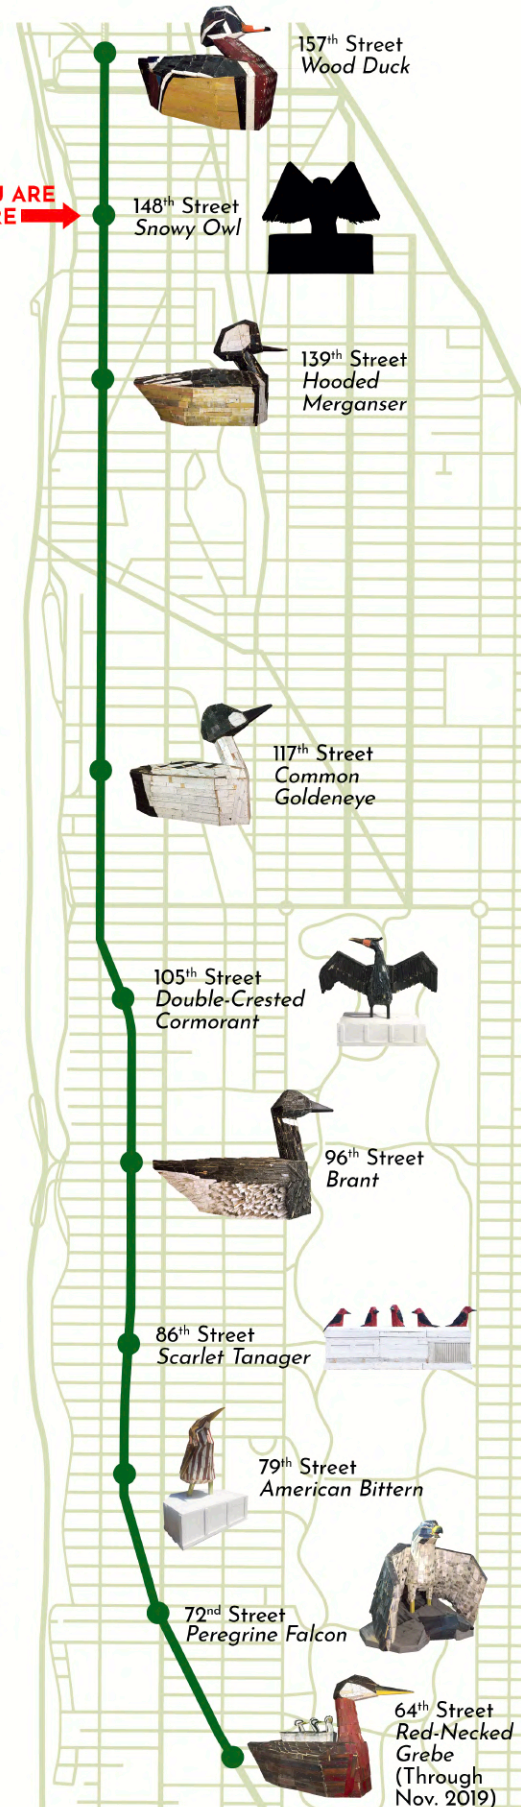 157th Street
Wood Duck
ARE
148th Street
Snowy Owl
139th Street
Hooded
Merganser
117th Street
Common
Goldeneye
105th Street
Double-Crested
Cormorant
96th Street
Brant
86th Street
Scarlet Tanager
79th Street
American Bittern
72nd Street
Peregrine Falcon
64th Street
Red-Necked
Grebe
(Through
Nov. 2019)